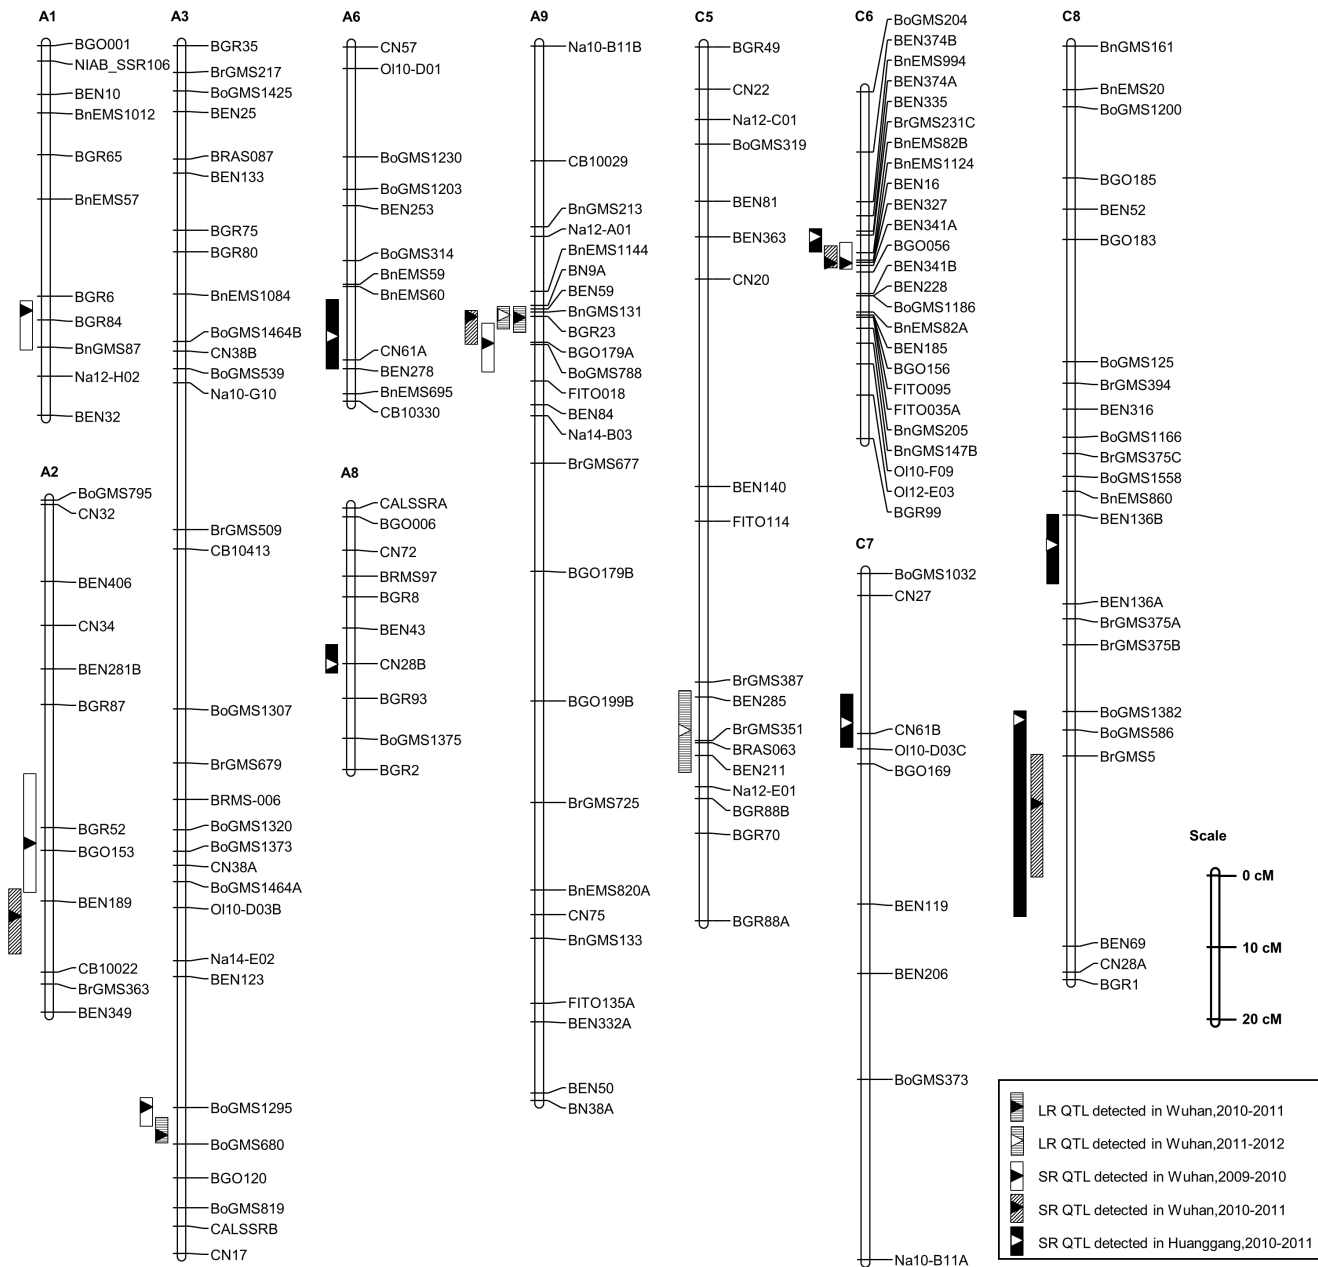 A1
BGO001
NIAB_SSR106
BEN10
BnEMS1012
BGR65
BnEMS57
BGR6
BGR84
BnGMS87
Na12-H02
BEN32
A2
BoGMS795
CN32
BEN406
CN34
BEN281B
BGR87
BGR52
BGO153
BEN189
CB10022
BrGMS363
BEN349
A3
BGR35
BrGMS217
BoGMS1425
BEN25
BRAS087
BEN133
BGR75
BGR80
BnEMS1084
BoGMS1464B
CN38B
BoGMS539
Na10-G10
BrGMS509
CB10413
BoGMS1307
BrGMS679
BRMS-006
BoGMS1320
BoGMS1373
CN38A
BoGMS1464A
Ol10-D03B
Na14-E02
BEN123
BoGMS1295
BoGMS680
BGO120
BoGMS819
CALSSRB
CN17
A6
CN57
Ol10-D01
BoGMS1230
BoGMS1203
BEN253
BoGMS314
BnEMS59
BnEMS60
CN61A
BEN278
BnEMS695
CB10330
A8
CALSSRA
BGO006
CN72
BRMS97
BGR8
BEN43
CN28B
BGR93
BoGMS1375
BGR2
A9
Na10-B11B
CB10029
BnGMS213
Na12-A01
BnEMS1144
BN9A
BEN59
BnGMS131
BGR23
BGO179A
BoGMS788
FITO018
BEN84
Na14-B03
BrGMS677
BGO179B
BGO199B
BrGMS725
BnEMS820A
CN75
BnGMS133
FITO135A
BEN332A
BEN50
BN38A
C5
BGR49
CN22
Na12-C01
BoGMS319
BEN81
BEN363
CN20
BEN140
FITO114
BrGMS387
BEN285
BrGMS351
BRAS063
BEN211
Na12-E01
BGR88B
BGR70
BGR88A
C6
BoGMS204
BEN374B
BnEMS994
BEN374A
BEN335
BrGMS231C
BnEMS82B
BnEMS1124
BEN16
BEN327
BEN341A
BGO056
BEN341B
BEN228
BoGMS1186
BnEMS82A
BEN185
BGO156
FITO095
FITO035A
BnGMS205
BnGMS147B
Ol10-F09
Ol12-E03
BGR99
C7
BoGMS1032
CN27
CN61B
Ol10-D03C
BGO169
BEN119
BEN206
BoGMS373
Na10-B11A
C8
BnGMS161
BnEMS20
BoGMS1200
BGO185
BEN52
BGO183
BoGMS125
BrGMS394
BEN316
BoGMS1166
BrGMS375C
BoGMS1558
BnEMS860
BEN136B
BEN136A
BrGMS375A
BrGMS375B
BoGMS1382
BoGMS586
BrGMS5
BEN69
CN28A
BGR1
Scale
0 cM
10 cM
20 cM
LR QTL detected in Wuhan,2010-2011
LR QTL detected in Wuhan,2011-2012
SR QTL detected in Wuhan,2009-2010
SR QTL detected in Wuhan,2010-2011
SR QTL detected in Huanggang,2010-2011